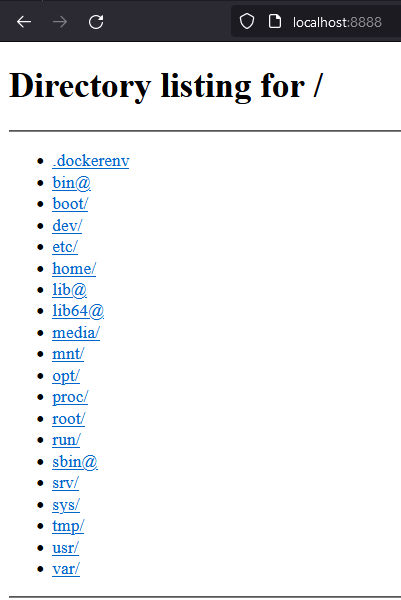 localhost:8888
Directory listing for /
.dockerenv
bin@
boot/
dev/
etc/
home/
lib@
lib64@
media/
mnt/
opt/
proc/
root/
run/
sbin@
srv/
sys/
tmp/
usr/
var/